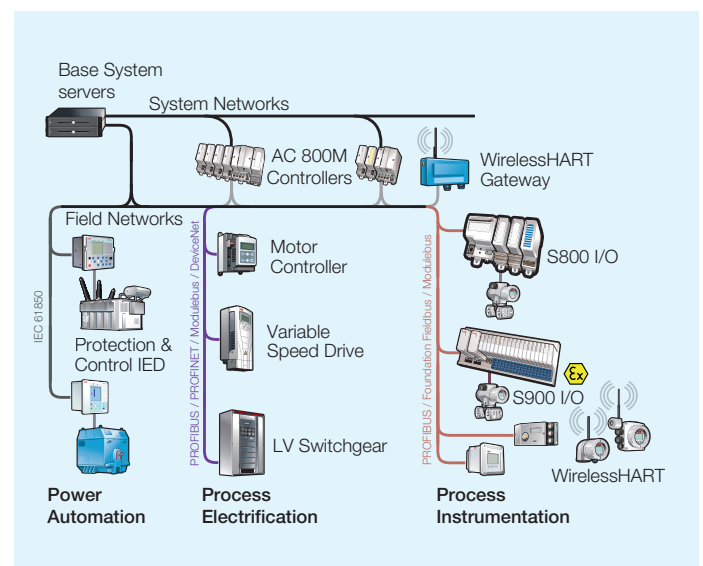 Base System
servers
System Networks
AC 800M
Controllers
WirelessHART
Gateway
Field Networks
IEC 61850
PROFIBUS / PROFINET / Modulebus / DeviceNet
PROFIBUS / Foundation Fieldbus / Modulebus
Motor
Controller
S800 I/O
Protection &
Control IED
Variable
Speed Drive
Ex
S900 I/O
LV Switchgear
WirelessHART
Power
Automation
Process
Electrification
Process
Instrumentation